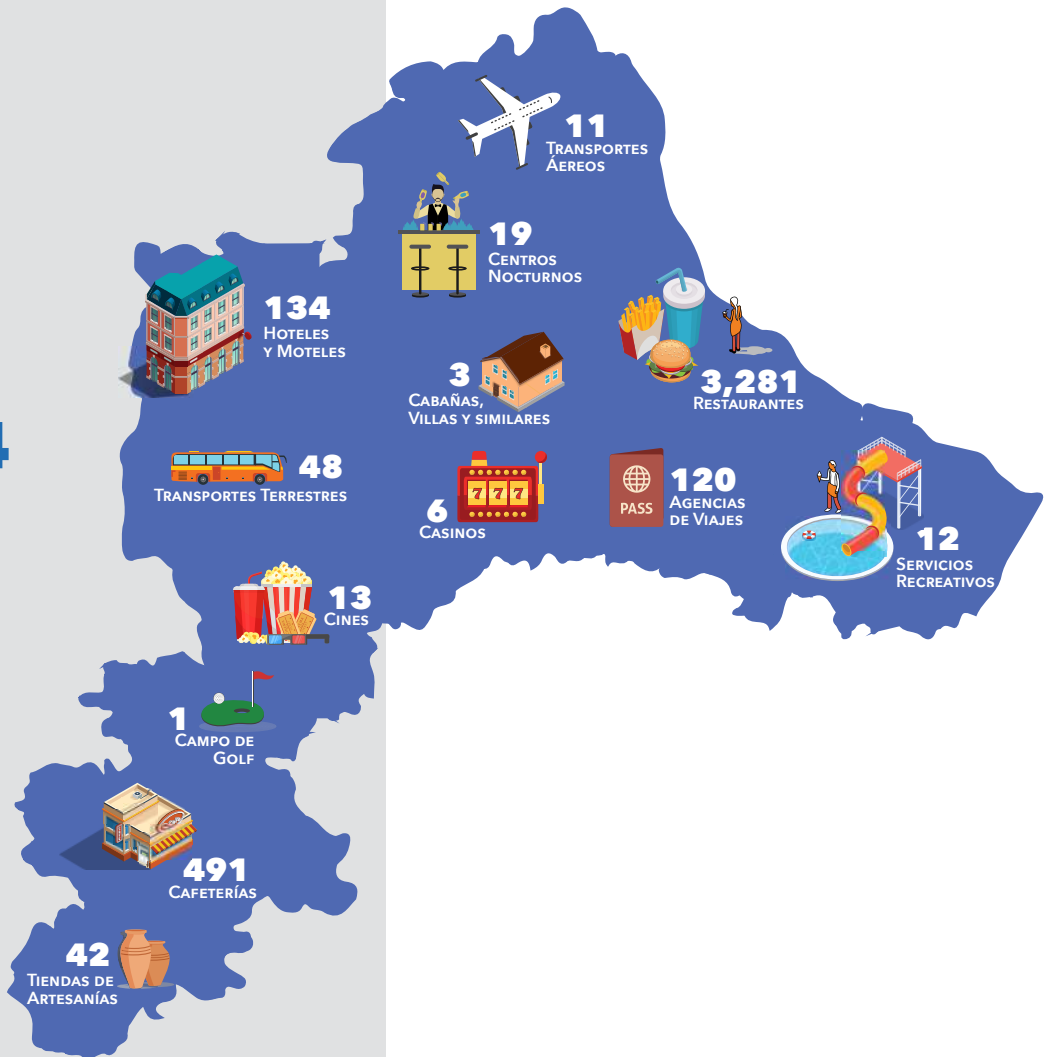 11
Transportes
Áereos
19
Centros
Nocturnos
134
Hoteles
y Moteles
3
Cabañas,
Villas y similares
3,281
Restaurantes
4
48
Transportes Terrestres
777
6
Casinos
PASS
120
Agencias
de Viajes
12
Servicios
Recreativos
13
Cines
1
Campo de
Golf
491
Cafeterías
42
Tiendas de
Artesanías